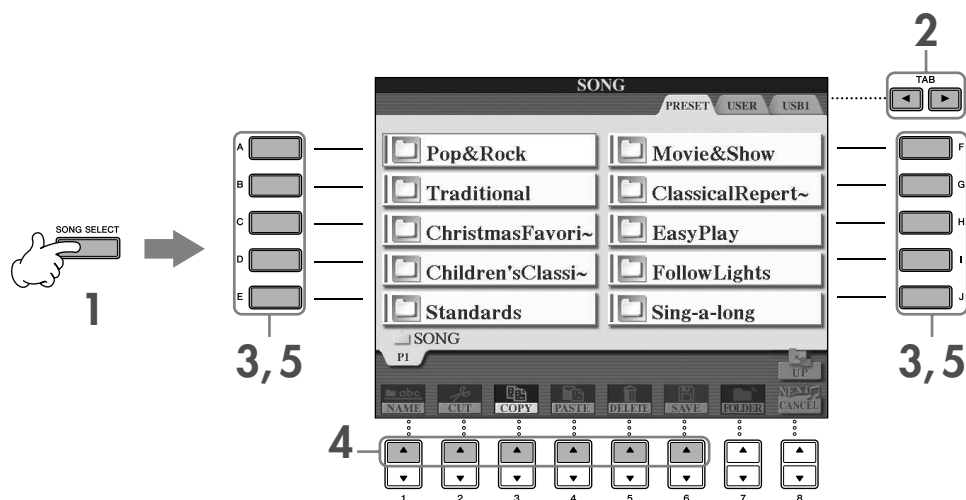 2
TAB
SONG
PRESET USER USB1
A Pop&Rock Movie&Show F
B Traditional ClassicalRepert~ G
SONG SELECT
C ChristmasFavori~ EasyPlay H
D Children'sClassi~ FollowLights I
1
E Standards Sing-a-long J
SONG
3, 5
3, 5
P1
UP
abc
NEXT
NAME CUT COPY PASTE DELETE SAVE FOLDER CANCEL
4
1 2 3 4 5 6 7 8